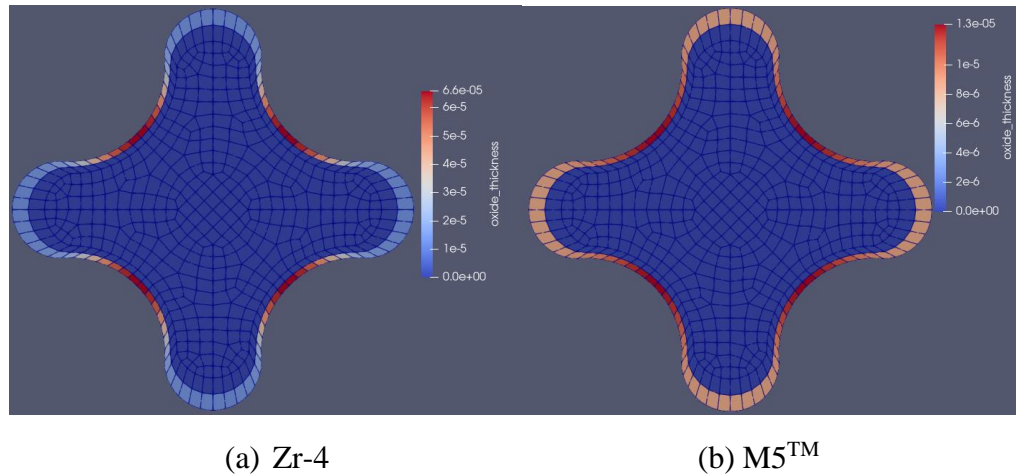 6.6e-05
6e-5
5e-5
4e-5
3e-5
2e-5
1e-5
0.0e+00
oxide_thickness
1.3e-05
1e-5
8e-6
6e-6
4e-6
2e-6
0.0e+00
oxide_thickness
(a) Zr-4
(b) M5TM